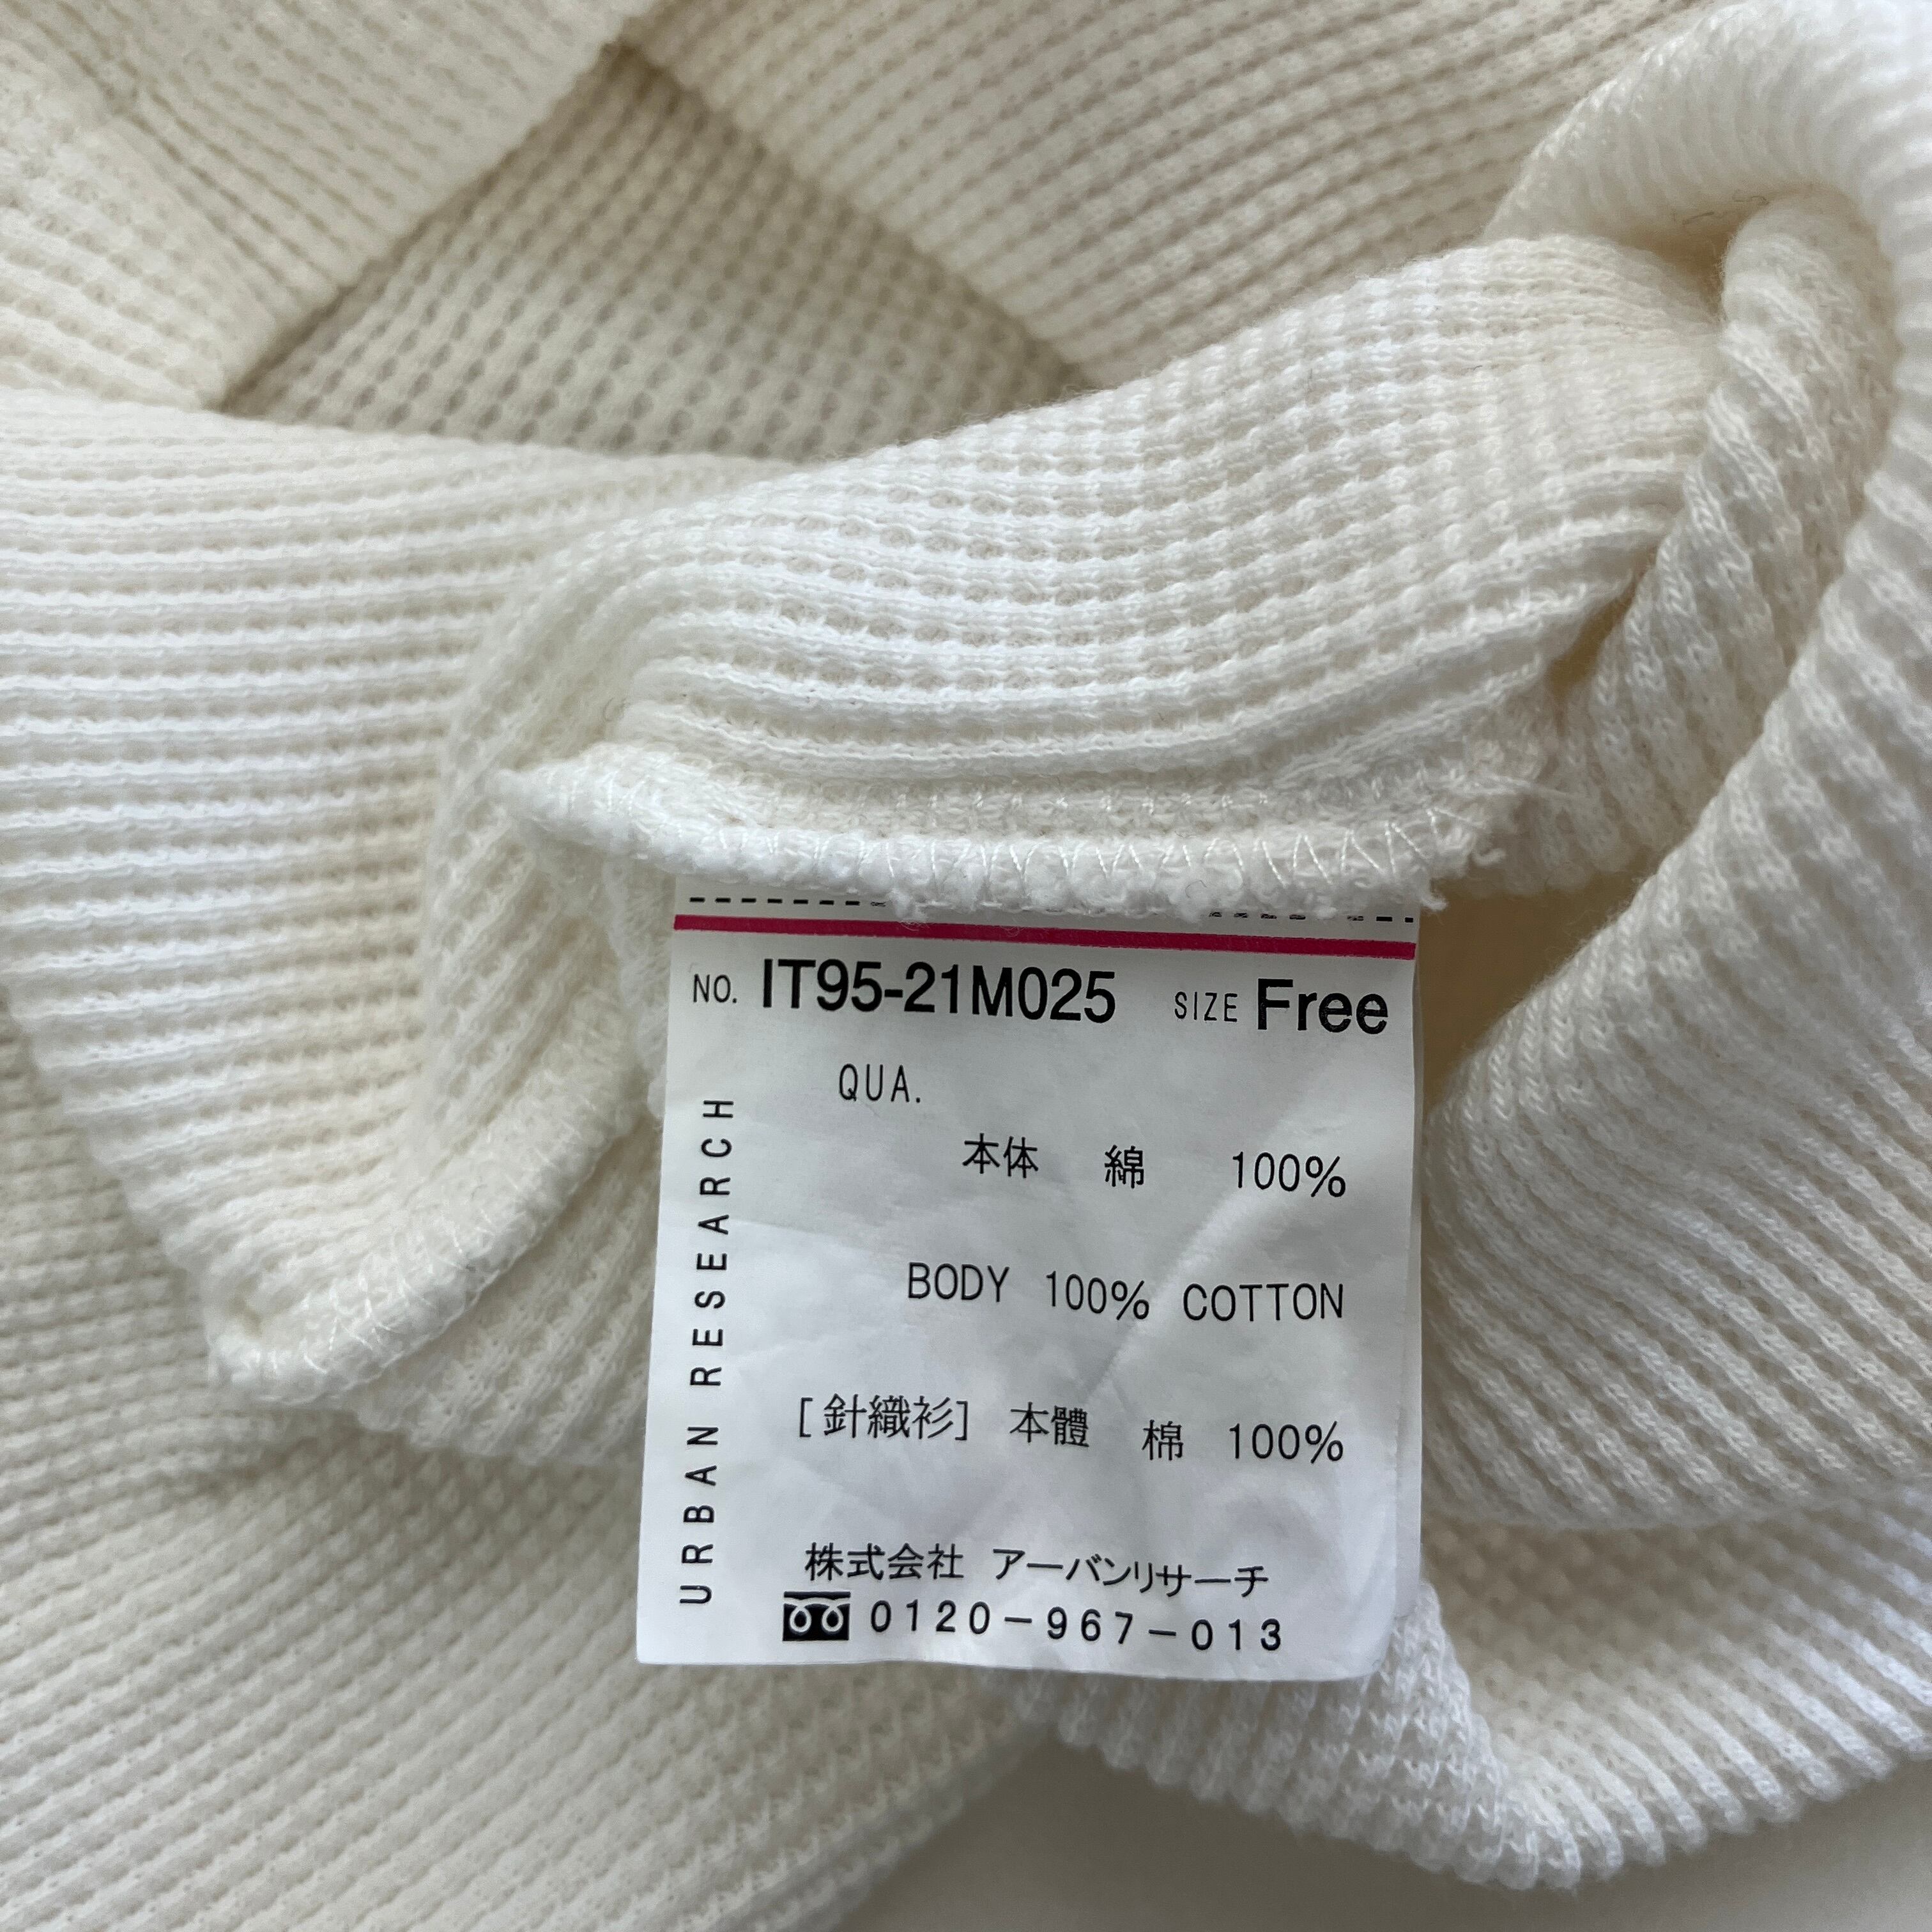 NO. IT95-21M025 SIZE Free
QUA.
本体 綿 100%
BODY 100% COTTON
[針織衫] 本體 棉 100%
株式会社 アーバンリサーチ
0120-967-013
URBAN RESEARCH